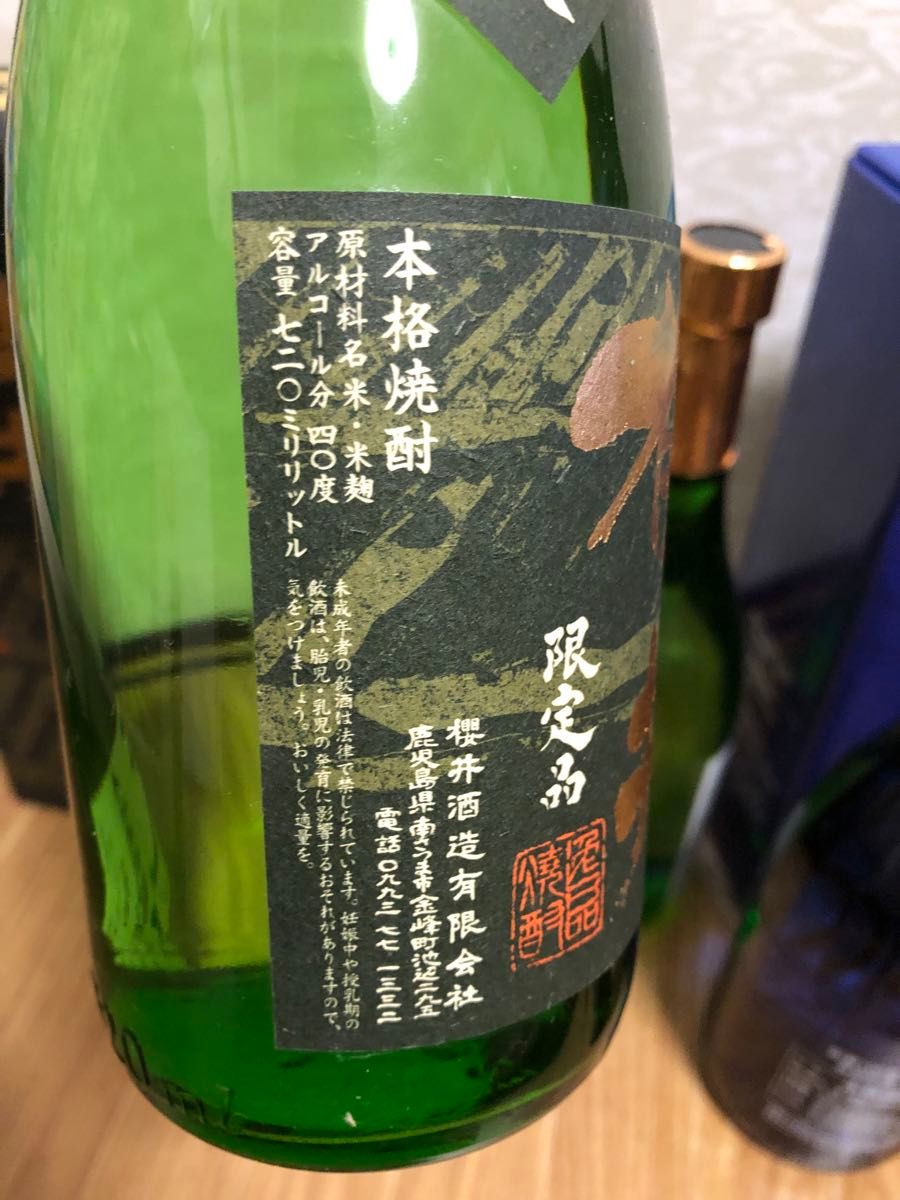 限定品
逸品
焼酎
本格焼酎
原材料名 米・米麹
アルコール分 四〇度
容量 七二〇ミリリットル
櫻井酒造有限会社
鹿児島県南さつま市金峰町池辺二九五
電話〇九九三 七七 一三三二
未成年者の飲酒は法律で禁じられています。妊娠中や授乳期の
飲酒は、胎児・乳児の発育に影響するおそれがありますので、
気をつけましょう。おいしく適量を。